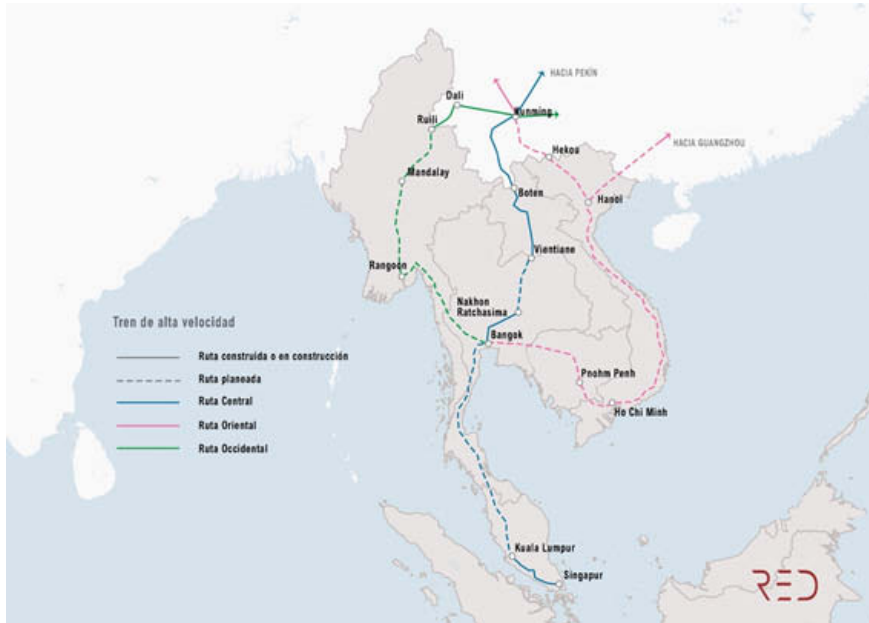 HACIA PEKÍN
Dali
Kunming
Ruili
HACIA GUANGZHOU
Hekou
Mandalay
Hanói
Boten
Vientiane
Rangoon
Nakhon
Ratchasima
Bangok
Tren de alta velocidad
Ruta construida o en construcción
Ruta planeada
Ruta Central
Ruta Oriental
Ruta Occidental
Pnohm Penh
Ho Chi Minh
Kuala Lumpur
Singapur
RED